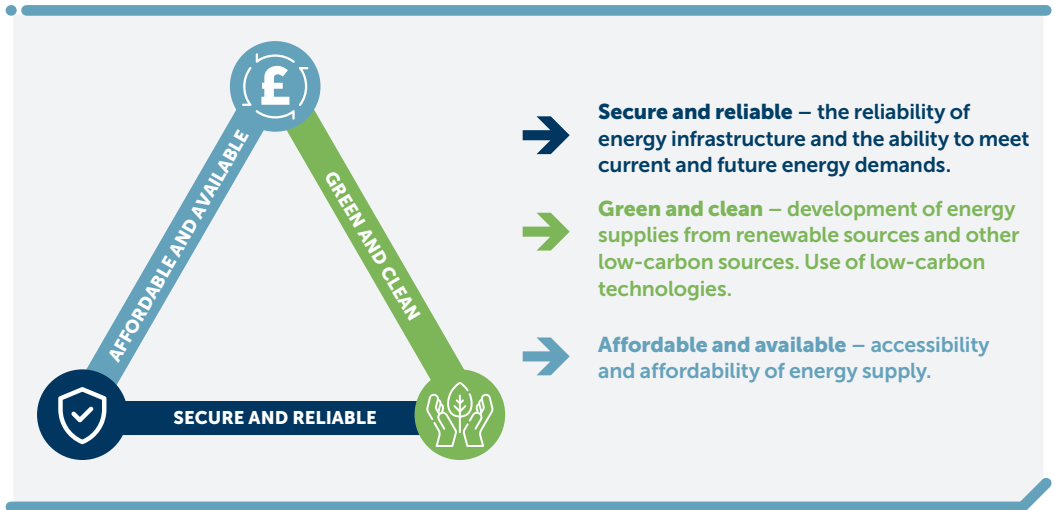 £
AFFORDABLE AND AVAILABLE
GREEN AND CLEAN
SECURE AND RELIABLE
Secure and reliable – the reliability of
energy infrastructure and the ability to meet
current and future energy demands.
Green and clean – development of energy
supplies from renewable sources and other
low-carbon sources. Use of low-carbon
technologies.
Affordable and available – accessibility
and affordability of energy supply.